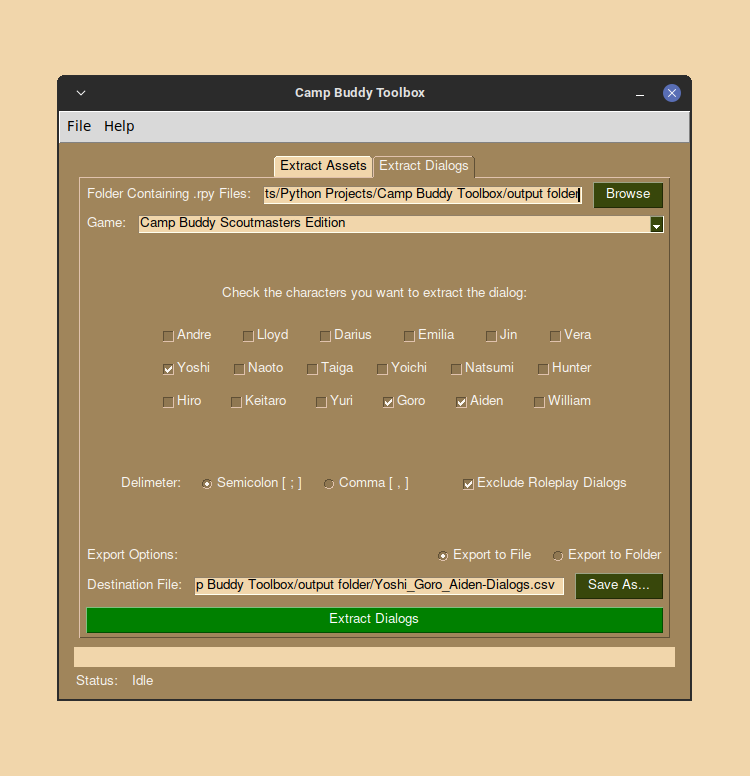 Camp Buddy Toolbox
File Help
Extract Assets Extract Dialogs
Folder Containing .rpy Files: ts/Python Projects/Camp Buddy Toolbox/output folder Browse
Game: Camp Buddy Scoutmasters Edition
Check the characters you want to extract the dialog:
Andre Lloyd Darius Emilia Jin Vera
Yoshi Naoto Taiga Yoichi Natsumi Hunter
Hiro Keitaro Yuri Goro Aiden William
Delimeter: Semicolon [ ; ] Comma [ , ] Exclude Roleplay Dialogs
Export Options: Export to File Export to Folder
Destination File: p Buddy Toolbox/output folder/Yoshi_Goro_Aiden-Dialogs.csv Save As...
Extract Dialogs
Status: Idle